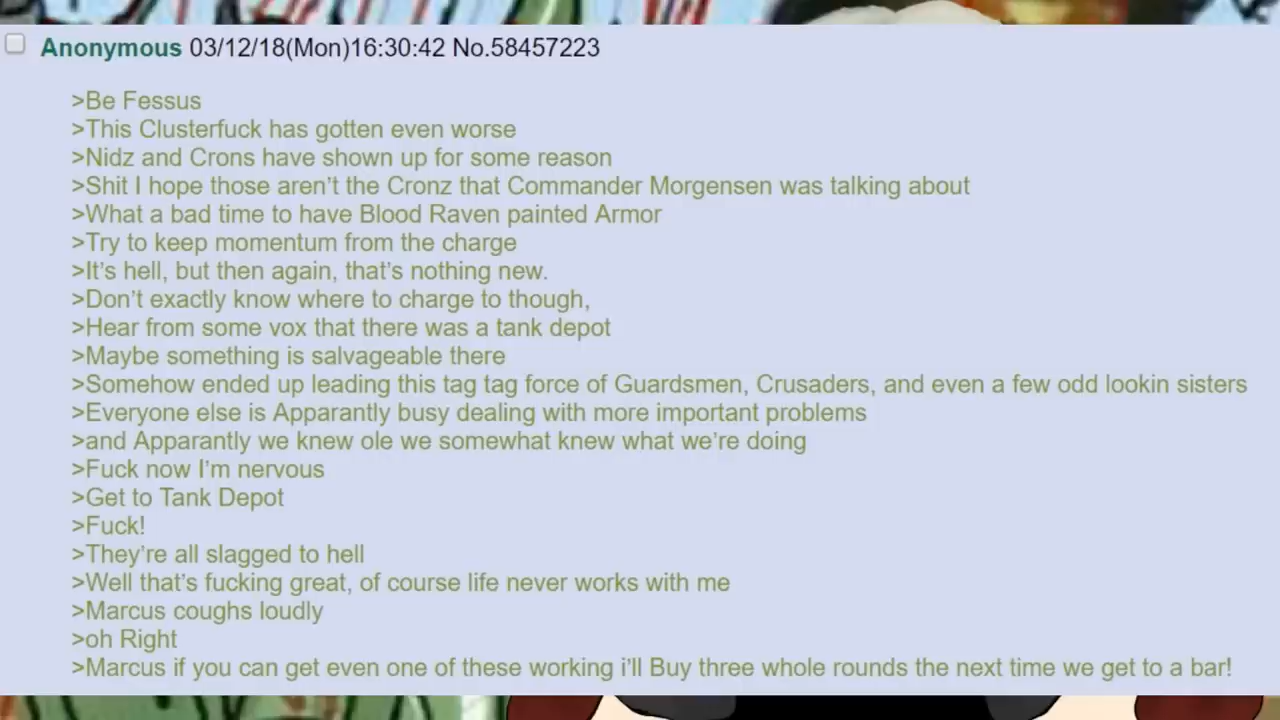 Anonymous 03/12/18(Mon)16:30:42 No.58457223
>Be Fessus
>This Clusterfuck has gotten even worse
>Nidz and Crons have shown up for some reason
>Shit I hope those aren’t the Cronz that Commander Morgensen was talking about
>What a bad time to have Blood Raven painted Armor
>Try to keep momentum from the charge
>It’s hell, but then again, that’s nothing new.
>Don’t exactly know where to charge to though,
>Hear from some vox that there was a tank depot
>Maybe something is salvageable there
>Somehow ended up leading this tag tag force of Guardsmen, Crusaders, and even a few odd lookin sisters
>Everyone else is Apparantly busy dealing with more important problems
>and Apparantly we knew ole we somewhat knew what we’re doing
>Fuck now I’m nervous
>Get to Tank Depot
>Fuck!
>They’re all slagged to hell
>Well that’s fucking great, of course life never works with me
>Marcus coughs loudly
>oh Right
>Marcus if you can get even one of these working i’ll Buy three whole rounds the next time we get to a bar!